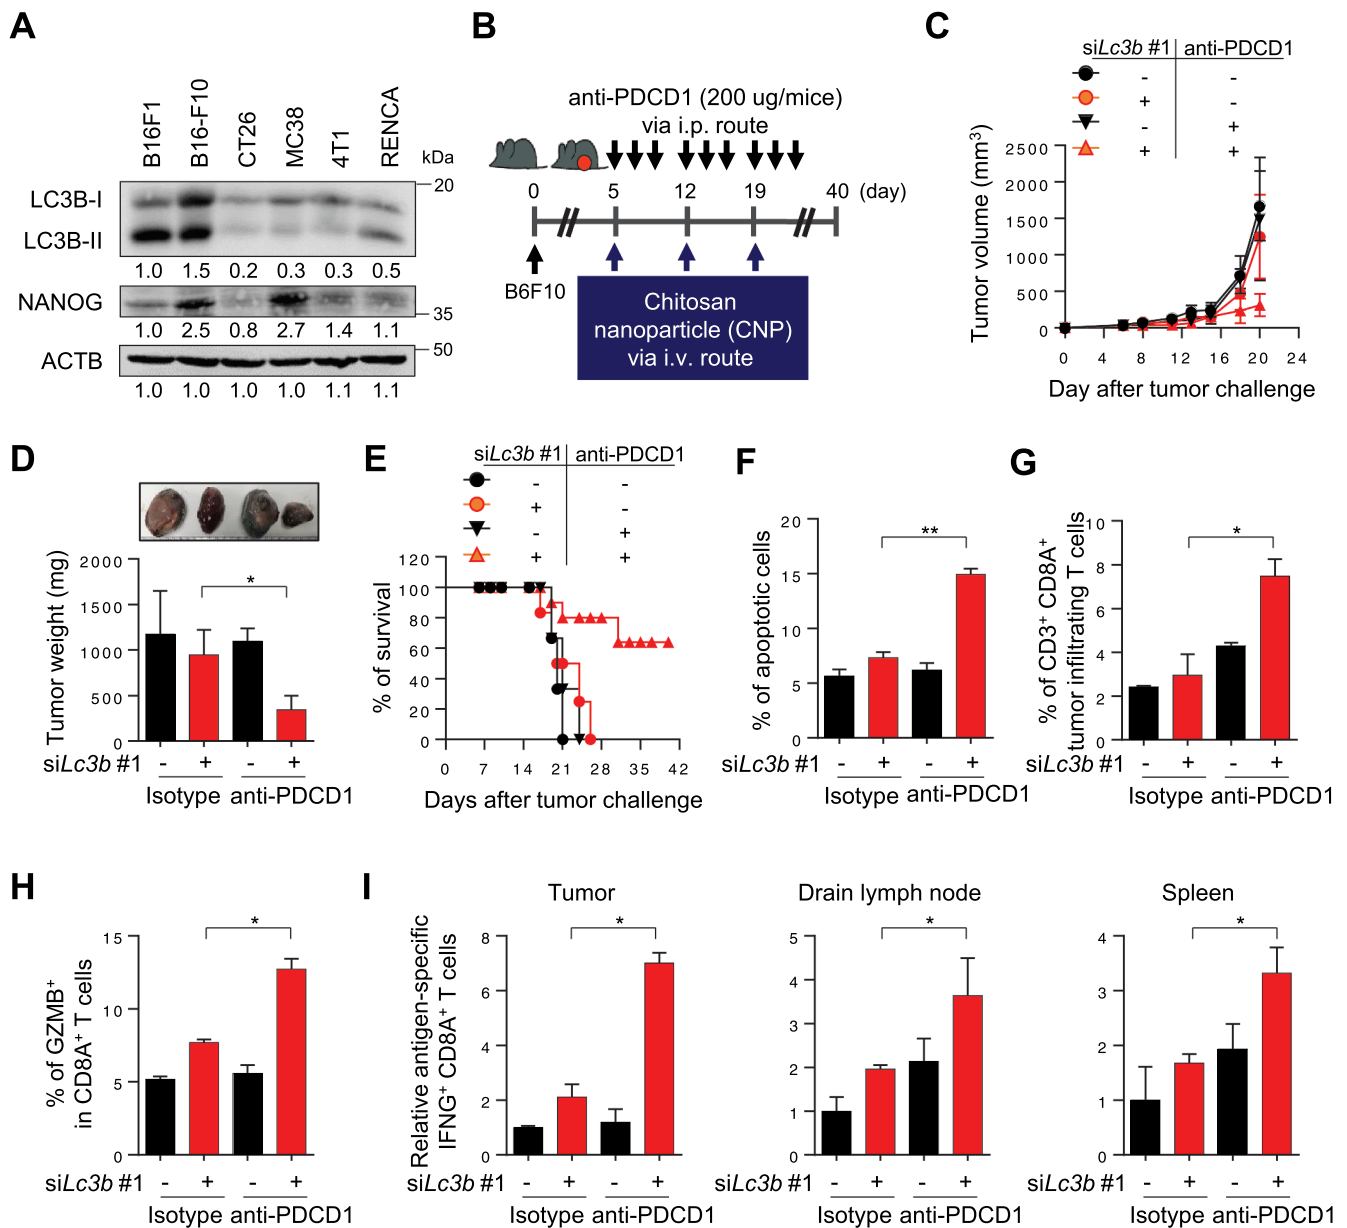 A
B16F1
B16-F10
CT26
MC38
4T1
RENCA
kDa
LC3B-I
20
LC3B-II
1.0 1.5 0.2 0.3 0.3 0.5
NANOG
35
1.0 2.5 0.8 2.7 1.4 1.1
50
ACTB
1.0 1.0 1.0 1.0 1.1 1.1
B
anti-PDCD1 (200 ug/mice)
via i.p. route
0 5 12 19 40 (day)
B6F10
Chitosan
nanoparticle (CNP)
via i.v. route
C
siLc3b #1 anti-PDCD1
- -
+ -
- +
+ +
Tumor volume (mm³)
2500
2000
1500
1000
500
0
0 4 8 12 16 20 24
Day after tumor challenge
D
Tumor weight (mg)
2000
1500
1000
500
0
*
siLc3b #1 - + - +
Isotype anti-PDCD1
E
siLc3b #1 anti-PDCD1
- -
+ -
- +
+ +
% of survival
120
100
80
60
40
20
0
0 7 14 21 28 35 42
Days after tumor challenge
F
% of apoptotic cells
20
15
10
5
0
**
siLc3b #1 - + - +
Isotype anti-PDCD1
G
% of CD3⁺ CD8A⁺
tumor infiltrating T cells
10
8
6
4
2
0
*
siLc3b #1 - + - +
Isotype anti-PDCD1
H
% of GZMB⁺
in CD8A⁺ T cells
15
10
5
0
*
siLc3b #1 - + - +
Isotype anti-PDCD1
I
Tumor
Relative antigen-specific
IFNG⁺ CD8A⁺ T cells
8
6
4
2
0
*
siLc3b #1 - + - +
Isotype anti-PDCD1
Drain lymph node
5
4
3
2
1
0
*
siLc3b #1 - + - +
Isotype anti-PDCD1
Spleen
4
3
2
1
0
*
siLc3b #1 - + - +
Isotype anti-PDCD1